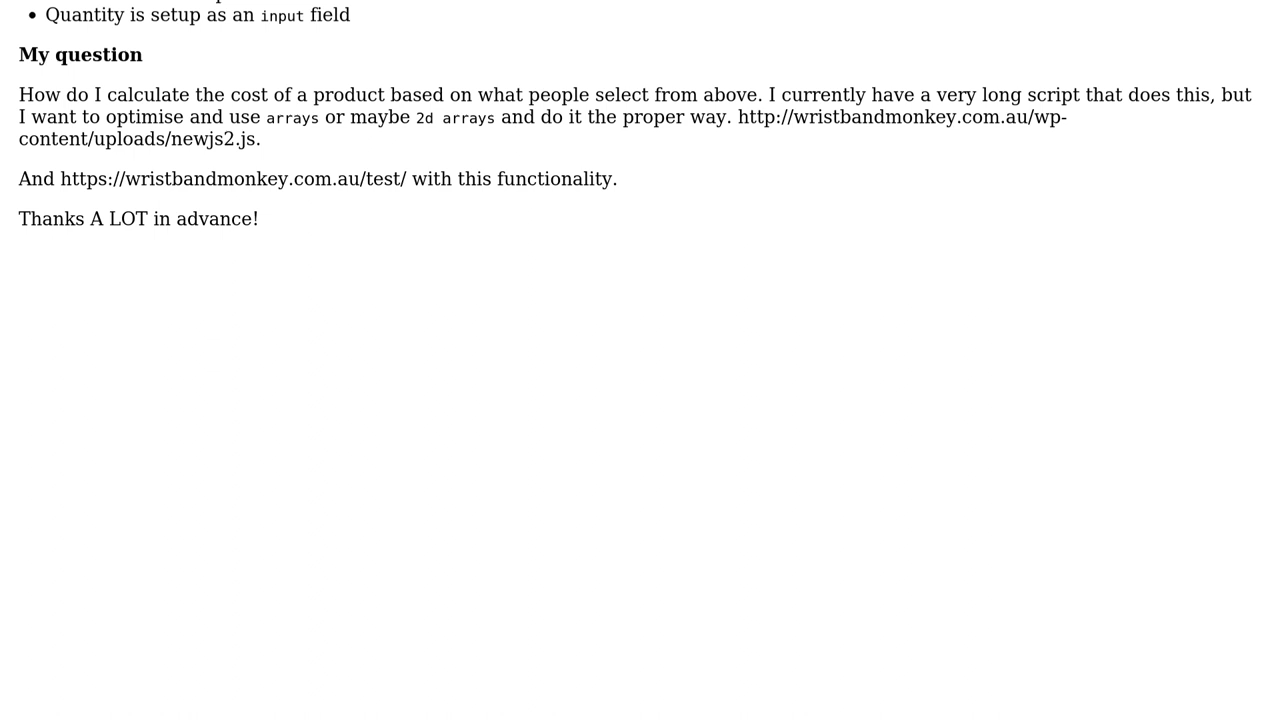 • Quantity is setup as an input field
My question
How do I calculate the cost of a product based on what people select from above. I currently have a very long script that does this, but
I want to optimise and use arrays or maybe 2d arrays and do it the proper way. http://wristbandmonkey.com.au/wp-
content/uploads/newjs2.js.
And https://wristbandmonkey.com.au/test/ with this functionality.
Thanks A LOT in advance!